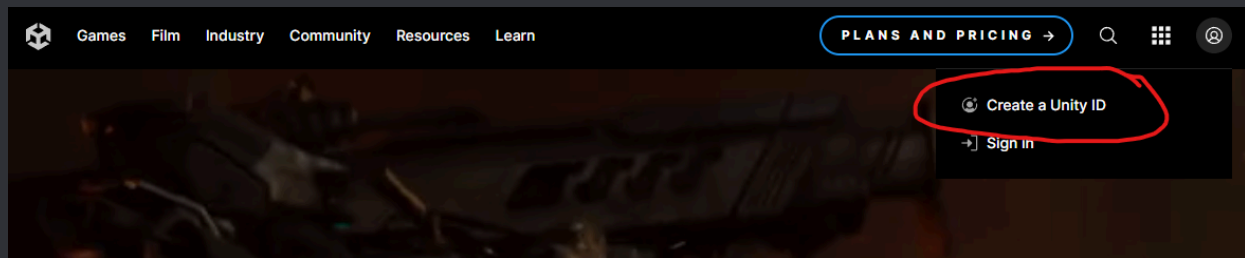 Games Film Industry Community Resources Learn PLANS AND PRICING →
Create a Unity ID
Sign in